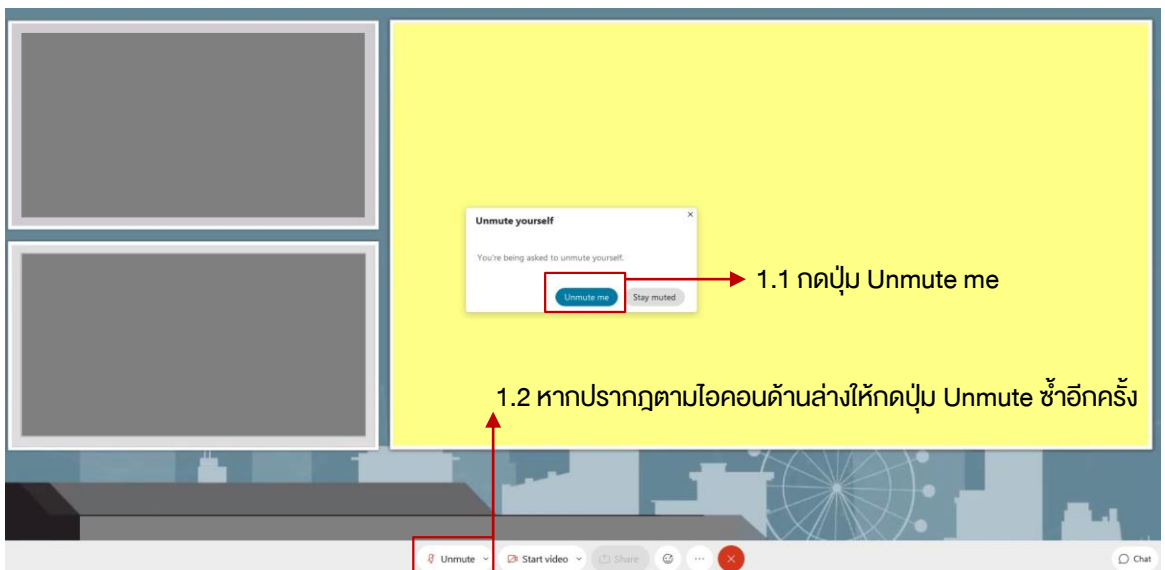 Unmute yourself
You're being asked to unmute yourself.
Unmute me
Stay muted
1.1 กดปุ่ม Unmute me
1.2 หากปรากฎตามไอคอนด้านล่างให้กดปุ่ม Unmute ซ้ำอีกครั้ง
Unmute
Start video
Share
Chat